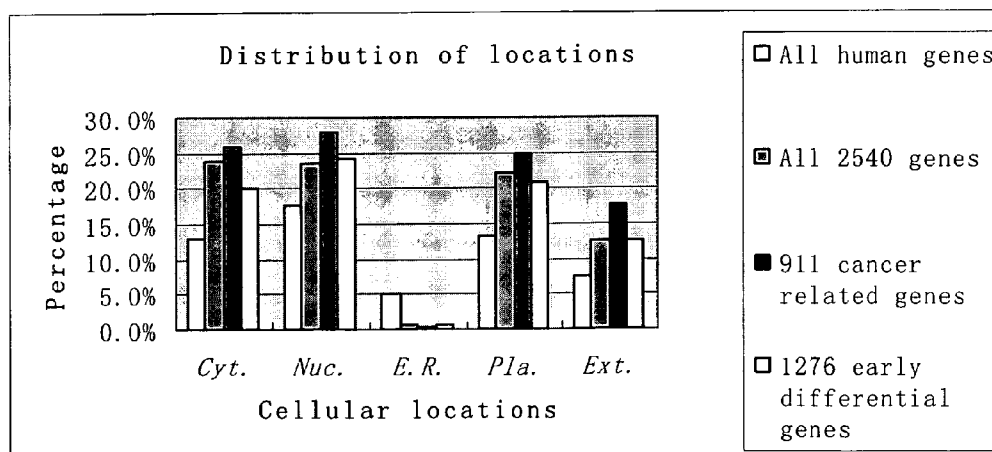 Distribution of locations
30.0%
25.0%
20.0%
15.0%
10.0%
5.0%
0.0%
Percentage
Cyt. Nuc. E.R. Pla. Ext.
Cellular locations
All human genes
All 2540 genes
911 cancer
related genes
1276 early
differential
genes